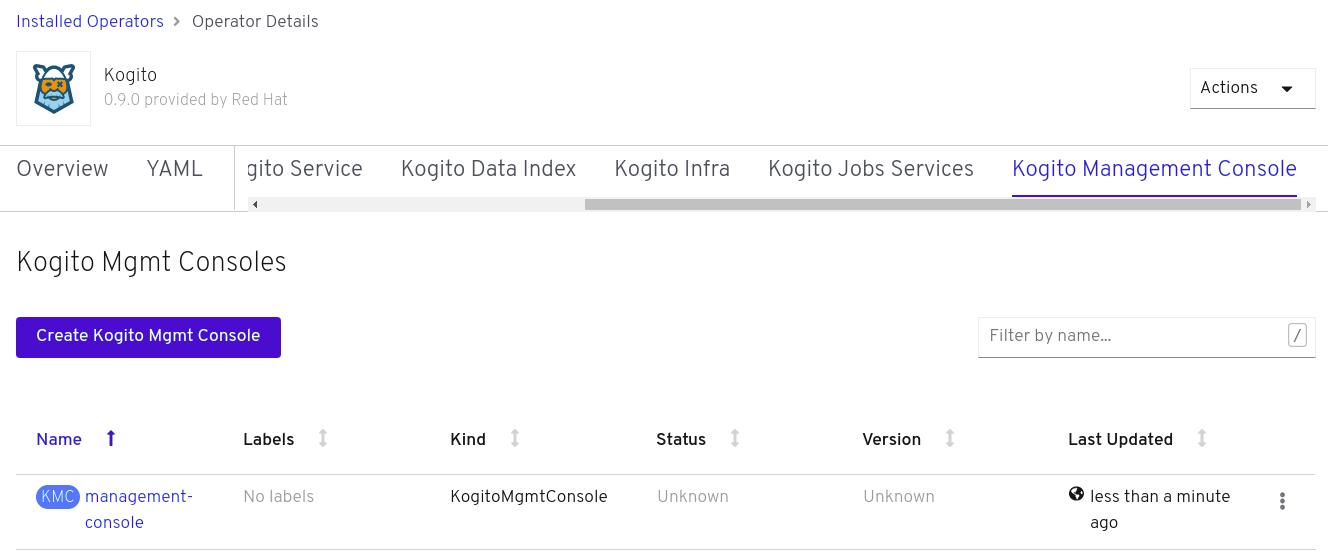 Installed Operators > Operator Details
Kogito
0.9.0 provided by Red Hat
Actions
Overview YAML gito Service Kogito Data Index Kogito Infra Kogito Jobs Services Kogito Management Console
Kogito Mgmt Consoles
Create Kogito Mgmt Console
Filter by name... /
Name Labels Kind Status Version Last Updated
KMC management- No labels KogitoMgmtConsole Unknown Unknown less than a minute
console ago